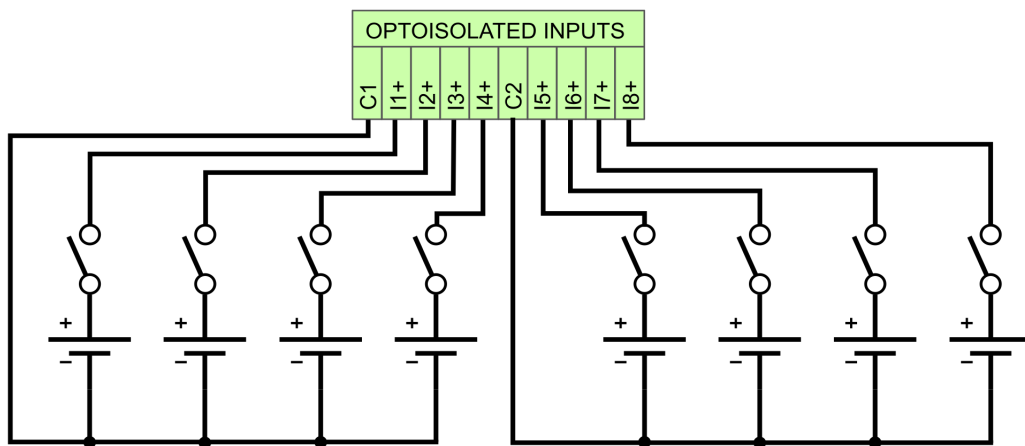 OPTOISOLATED INPUTS
C1 I1+ I2+ I3+ I4+ C2 I5+ I6+ I7+ I8+
+ + + + + + + +
− − − − − − − −